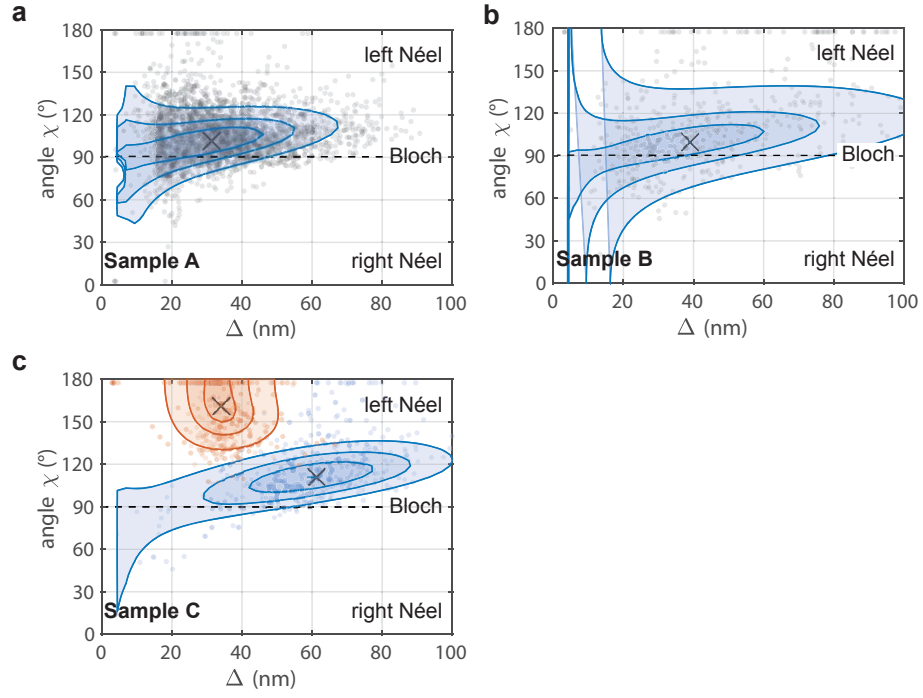 a
180
150
120
90
60
30
0
angle χ (°)
left Néel
Bloch
Sample A
right Néel
0 20 40 60 80 100
Δ (nm)
b
180
150
120
90
60
30
0
angle χ (°)
left Néel
Bloch
Sample B
right Néel
0 20 40 60 80 100
Δ (nm)
c
180
150
120
90
60
30
0
angle χ (°)
left Néel
Bloch
Sample C
right Néel
0 20 40 60 80 100
Δ (nm)